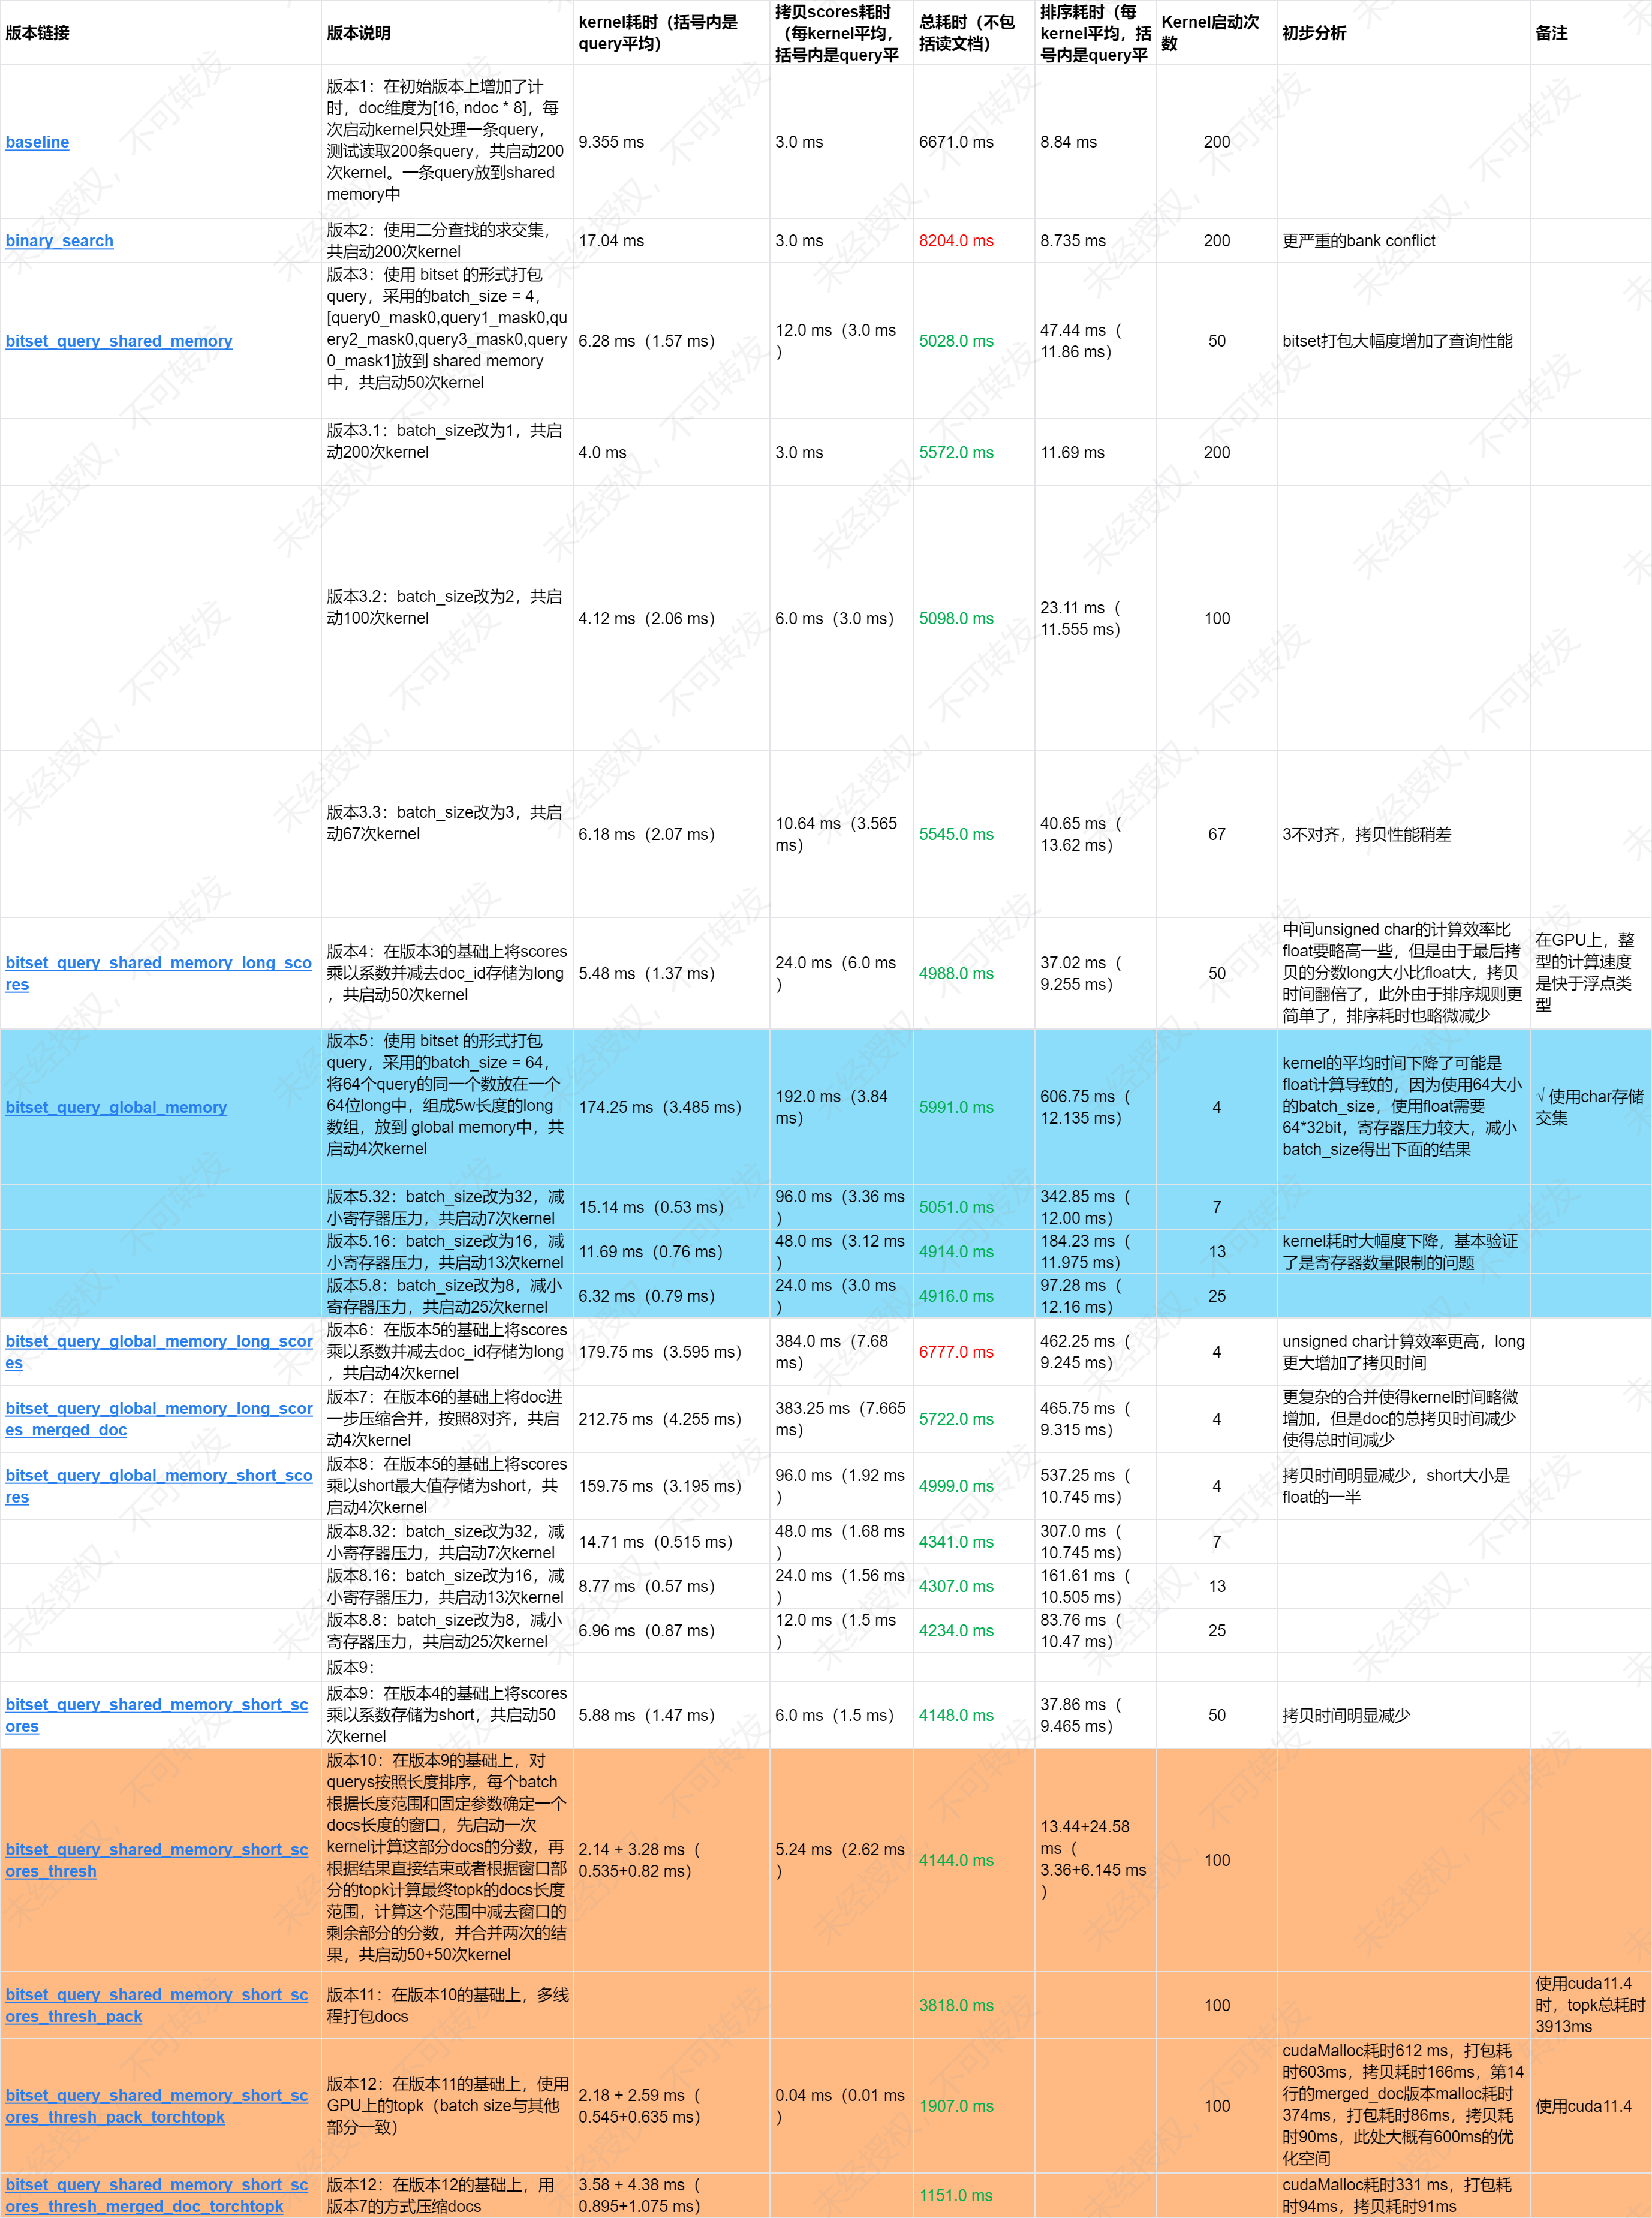 版本链接
版本说明
kernel耗时（括号内是
query平均）
拷贝scores耗时
（每kernel平均，
括号内是query平
总耗时（不包
括读文档）
排序耗时（每
kernel平均，括
号内是query平
Kernel启动次
数
初步分析
备注
baseline
版本1：在初始版本上增加了计
时，doc维度为[16, ndoc * 8]，每
次启动kernel只处理一条query，
测试读取200条query，共启动200
次kernel。一条query放到shared
memory中
9.355 ms
3.0 ms
6671.0 ms
8.84 ms
200
binary_search
版本2：使用二分查找的求交集，
共启动200次kernel
17.04 ms
3.0 ms
8204.0 ms
8.735 ms
200
更严重的bank conflict
bitset_query_shared_memory
版本3：使用 bitset 的形式打包
query，采用的batch_size = 4，
[query0_mask0,query1_mask0,qu
ery2_mask0,query3_mask0,query
0_mask1]放到 shared memory
中，共启动50次kernel
6.28 ms（1.57 ms）
12.0 ms（3.0 ms
）
5028.0 ms
47.44 ms（
11.86 ms）
50
bitset打包大幅度增加了查询性能
版本3.1：batch_size改为1，共启
动200次kernel
4.0 ms
3.0 ms
5572.0 ms
11.69 ms
200
版本3.2：batch_size改为2，共启
动100次kernel
4.12 ms（2.06 ms）
6.0 ms（3.0 ms）
5098.0 ms
23.11 ms（
11.555 ms）
100
版本3.3：batch_size改为3，共启
动67次kernel
6.18 ms（2.07 ms）
10.64 ms（3.565
ms）
5545.0 ms
40.65 ms（
13.62 ms）
67
3不对齐，拷贝性能稍差
bitset_query_shared_memory_long_sco
res
版本4：在版本3的基础上将scores
乘以系数并减去doc_id存储为long
，共启动50次kernel
5.48 ms（1.37 ms）
24.0 ms（6.0 ms
）
4988.0 ms
37.02 ms（
9.255 ms）
50
中间unsigned char的计算效率比
float要略高一些，但是由于最后拷
贝的分数long大小比float大，拷贝
时间翻倍了，此外由于排序规则更
简单了，排序耗时也略微减少
在GPU上，整
型的计算速度
是快于浮点类
型
bitset_query_global_memory
版本5：使用 bitset 的形式打包
query，采用的batch_size = 64，
将64个query的同一个数放在一个
64位long中，组成5w长度的long
数组，放到 global memory中，共
启动4次kernel
174.25 ms（3.485 ms）
192.0 ms（3.84
ms）
5991.0 ms
606.75 ms（
12.135 ms）
4
kernel的平均时间下降了可能是
float计算导致的，因为使用64大小
的batch_size，使用float需要
64*32bit，寄存器压力较大，减小
batch_size得出下面的结果
√ 使用char存储
交集
版本5.32：batch_size改为32，减
小寄存器压力，共启动7次kernel
15.14 ms（0.53 ms）
96.0 ms（3.36 ms
）
5051.0 ms
342.85 ms（
12.00 ms）
7
版本5.16：batch_size改为16，减
小寄存器压力，共启动13次kernel
11.69 ms（0.76 ms）
48.0 ms（3.12 ms
）
4914.0 ms
184.23 ms（
11.975 ms）
13
kernel耗时大幅度下降，基本验证
了是寄存器数量限制的问题
版本5.8：batch_size改为8，减小
寄存器压力，共启动25次kernel
6.32 ms（0.79 ms）
24.0 ms（3.0 ms
）
4916.0 ms
97.28 ms（
12.16 ms）
25
bitset_query_global_memory_long_scor
es
版本6：在版本5的基础上将scores
乘以系数并减去doc_id存储为long
，共启动4次kernel
179.75 ms（3.595 ms）
384.0 ms（7.68
ms）
6777.0 ms
462.25 ms（
9.245 ms）
4
unsigned char计算效率更高，long
更大增加了拷贝时间
bitset_query_global_memory_long_scor
es_merged_doc
版本7：在版本6的基础上将doc进
一步压缩合并，按照8对齐，共启
动4次kernel
212.75 ms（4.255 ms）
383.25 ms（7.665
ms）
5722.0 ms
465.75 ms（
9.315 ms）
4
更复杂的合并使得kernel时间略微
增加，但是doc的总拷贝时间减少
使得总时间减少
bitset_query_global_memory_short_sco
res
版本8：在版本5的基础上将scores
乘以short最大值存储为short，共
启动4次kernel
159.75 ms（3.195 ms）
96.0 ms（1.92 ms
）
4999.0 ms
537.25 ms（
10.745 ms）
4
拷贝时间明显减少，short大小是
float的一半
版本8.32：batch_size改为32，减
小寄存器压力，共启动7次kernel
14.71 ms（0.515 ms）
48.0 ms（1.68 ms
）
4341.0 ms
307.0 ms（
10.745 ms）
7
版本8.16：batch_size改为16，减
小寄存器压力，共启动13次kernel
8.77 ms（0.57 ms）
24.0 ms（1.56 ms
）
4307.0 ms
161.61 ms（
10.505 ms）
13
版本8.8：batch_size改为8，减小
寄存器压力，共启动25次kernel
6.96 ms（0.87 ms）
12.0 ms（1.5 ms
）
4234.0 ms
83.76 ms（
10.47 ms）
25
版本9：
bitset_query_shared_memory_short_sc
ores
版本9：在版本4的基础上将scores
乘以系数存储为short，共启动50
次kernel
5.88 ms（1.47 ms）
6.0 ms（1.5 ms）
4148.0 ms
37.86 ms（
9.465 ms）
50
拷贝时间明显减少
bitset_query_shared_memory_short_sc
ores_thresh
版本10：在版本9的基础上，对
querys按照长度排序，每个batch
根据长度范围和固定参数确定一个
docs长度的窗口，先启动一次
kernel计算这部分docs的分数，再
根据结果直接结束或者根据窗口部
分的topk计算最终topk的docs长度
范围，计算这个范围中减去窗口的
剩余部分的分数，并合并两次的结
果，共启动50+50次kernel
2.14 + 3.28 ms（
0.535+0.82 ms）
5.24 ms（2.62 ms
）
4144.0 ms
13.44+24.58
ms（
3.36+6.145 ms
）
100
bitset_query_shared_memory_short_sc
ores_thresh_pack
版本11：在版本10的基础上，多线
程打包docs
3818.0 ms
100
使用cuda11.4
时，topk总耗时
3913ms
bitset_query_shared_memory_short_sc
ores_thresh_pack_torchtopk
版本12：在版本11的基础上，使用
GPU上的topk（batch size与其他
部分一致）
2.18 + 2.59 ms（
0.545+0.635 ms）
0.04 ms（0.01 ms
）
1907.0 ms
100
cudaMalloc耗时612 ms，打包耗
时603ms，拷贝耗时166ms，第14
行的merged_doc版本malloc耗时
374ms，打包耗时86ms，拷贝耗
时90ms，此处大概有600ms的优
化空间
使用cuda11.4
bitset_query_shared_memory_short_sc
ores_thresh_merged_doc_torchtopk
版本12：在版本12的基础上，用
版本7的方式压缩docs
3.58 + 4.38 ms（
0.895+1.075 ms）
1151.0 ms
cudaMalloc耗时331 ms，打包耗
时94ms，拷贝耗时91ms
未经授权，不可转发